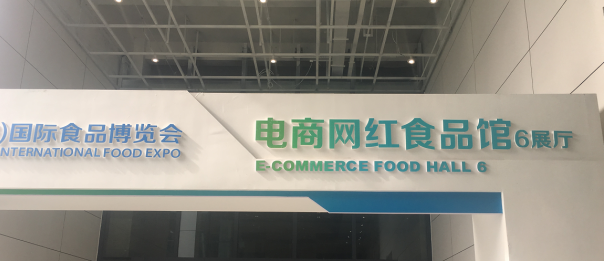 )国际食品博览会
INTERNATIONAL FOOD EXPO
电商网红食品馆6展厅
E-COMMERCE FOOD HALL 6